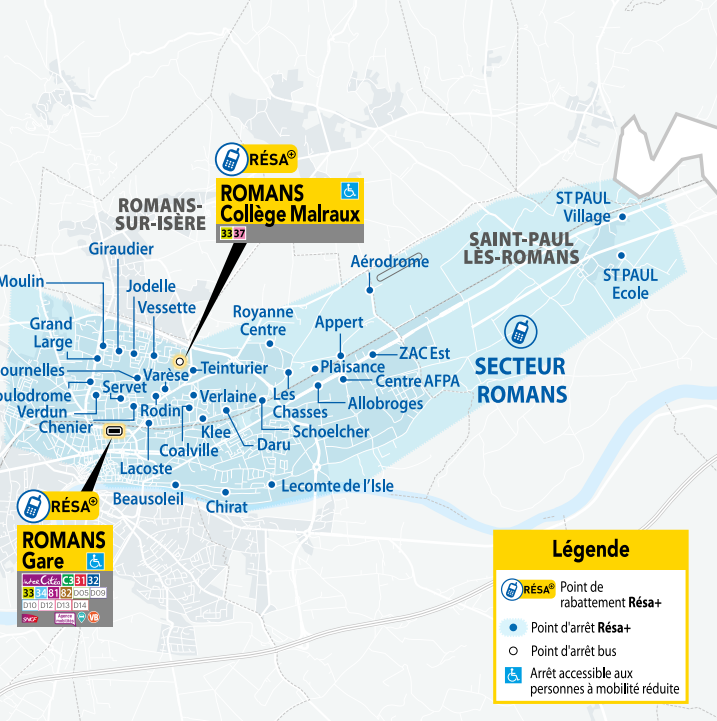 RÉSA+
ROMANS
Collège Malraux
33 37
ROMANS-
SUR-ISÈRE
ST PAUL
Village
SAINT-PAUL
LÈS-ROMANS
ST PAUL
Ecole
Giraudier
Aérodrome
Moulin
Jodelle
Vessette
Royanne
Centre
Appert
Grand
Large
ZAC Est
SECTEUR
ROMANS
Teinturier
Plaisance
Varèse
Centre AFPA
Servet
Verlaine
Les
Chasses
Allobroges
Verdun
Rodin
Chenier
Klee
Schoelcher
Coalville
Daru
Lacoste
Beausoleil
Lecomte de l'Isle
Chirat
RÉSA+
ROMANS
Gare
C3 31 32
33 34 81 82 D05 D09
D10 D12 D13 D14
SNCF VB
Légende
RÉSA+ Point de
rabattement Résa+
Point d'arrêt Résa+
Point d'arrêt bus
Arrêt accessible aux
personnes à mobilité réduite